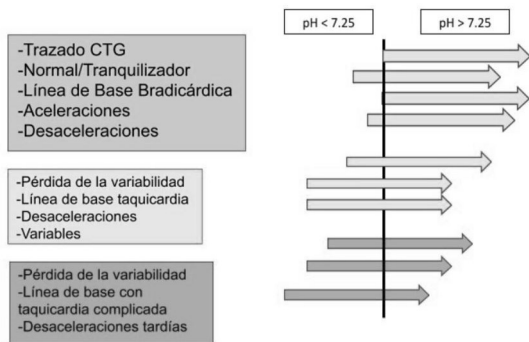 pH < 7.25
pH > 7.25
-Trazado CTG
-Normal/Tranquilizador
-Línea de Base Bradicárdica
-Aceleraciones
-Desaceleraciones
-Pérdida de la variabilidad
-Línea de base taquicardia
-Desaceleraciones
-Variables
-Pérdida de la variabilidad
-Línea de base con
taquicardia complicada
-Desaceleraciones tardías